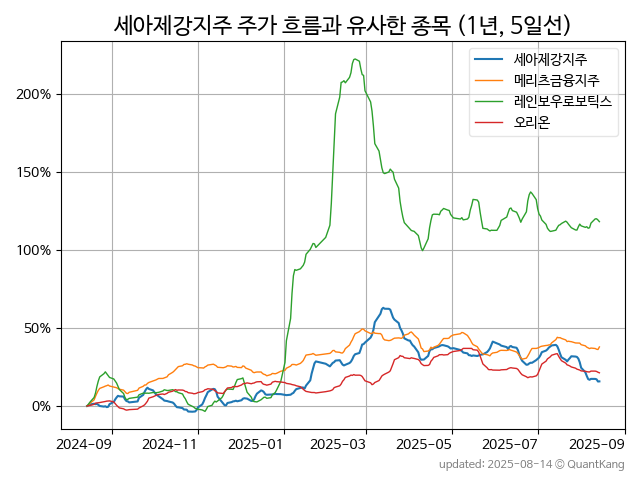 세아제강지주 주가 흐름과 유사한 종목 (1년, 5일선)
세아제강지주
메리츠금융지주
레인보우로보틱스
오리온
200%
150%
100%
50%
0%
2024-09 2024-11 2025-01 2025-03 2025-05 2025-07 2025-09
updated: 2025-08-14 © QuantKang